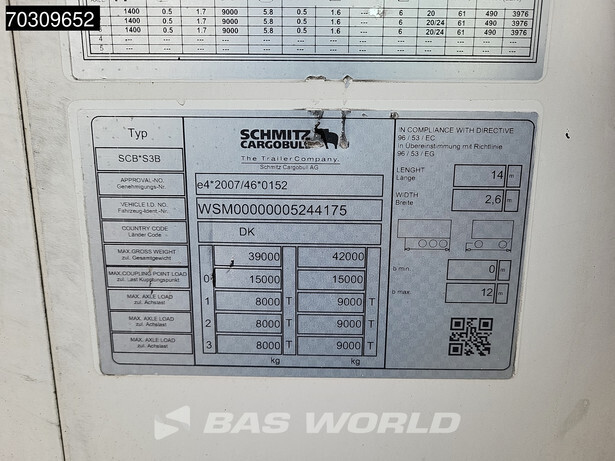 70309652
1400 0.5 1.7 9000 5.8 0.5 1.6 --- --- 6 20 61 490 3976
1400 0.5 1.7 9000 5.8 0.5 1.6 --- --- 6 20/24 61 490 3976
3 1400 0.5 1.7 9000 5.8 0.5 1.6 --- --- 6 20/24 61 490 3976
4 --- --- --- --- --- --- --- --- --- --- --- --- --- ---
5 --- --- --- --- --- --- --- --- --- --- --- --- --- ---
Typ
SCB*S3B
SCHMITZ
CARGOBULL
The Trailer Company.
Schmitz Cargobull AG
IN COMPLIANCE WITH DIRECTIVE
96 / 53 / EC
in Übereinstimmung mit Richtlinie
96 / 53 / EG
APPROVAL-NO.
Genehmigungs-Nr.
e4*2007/46*0152
LENGHT
Länge
14 m
VEHICLE I.D. NO.
Fahrzeug-Ident.-Nr.
WSM00000005244175
WIDTH
Breite
2,6 m
COUNTRY CODE
Länder Code
DK
MAX.GROSS WEIGHT
zul. Gesamtgewicht
39000 42000
MAX.COUPLING POINT LOAD
zul. Last Kupplungspunkt
0 15000 15000
b min 0 m
MAX. AXLE LOAD
zul. Achslast
1 8000 T 9000 T
b max 12 m
MAX. AXLE LOAD
zul. Achslast
2 8000 T 9000 T
MAX. AXLE LOAD
zul. Achslast
3 8000 T 9000 T
kg kg
BAS WORLD